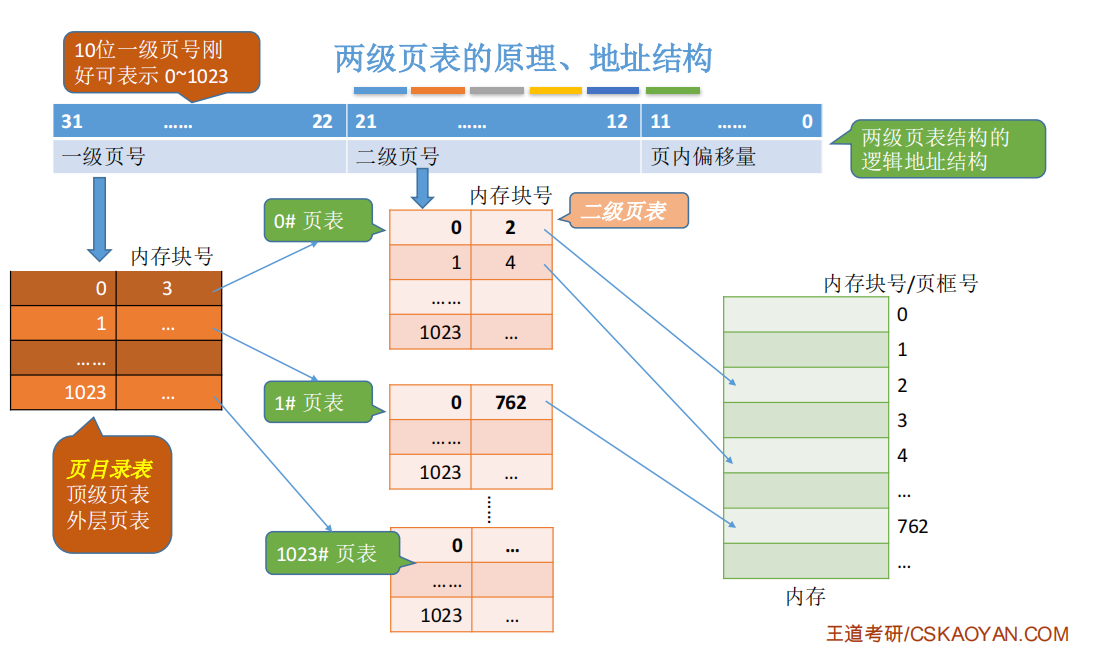 两级页表的原理、地址结构
10位一级页号刚
好可表示 0~1023
31 …… 22 21 …… 12 11 …… 0
一级页号 二级页号 页内偏移量
两级页表结构的
逻辑地址结构
内存块号
0 3
1 …
……
1023 …
页目录表
顶级页表
外层页表
0# 页表
内存块号
二级页表
0 2
1 4
……
1023 …
1# 页表
0 762
……
1023 …
1023# 页表
0 …
……
1023 …
内存块号/页框号
0
1
2
3
4
…
762
…
内存
王道考研/CSKAOYAN.COM